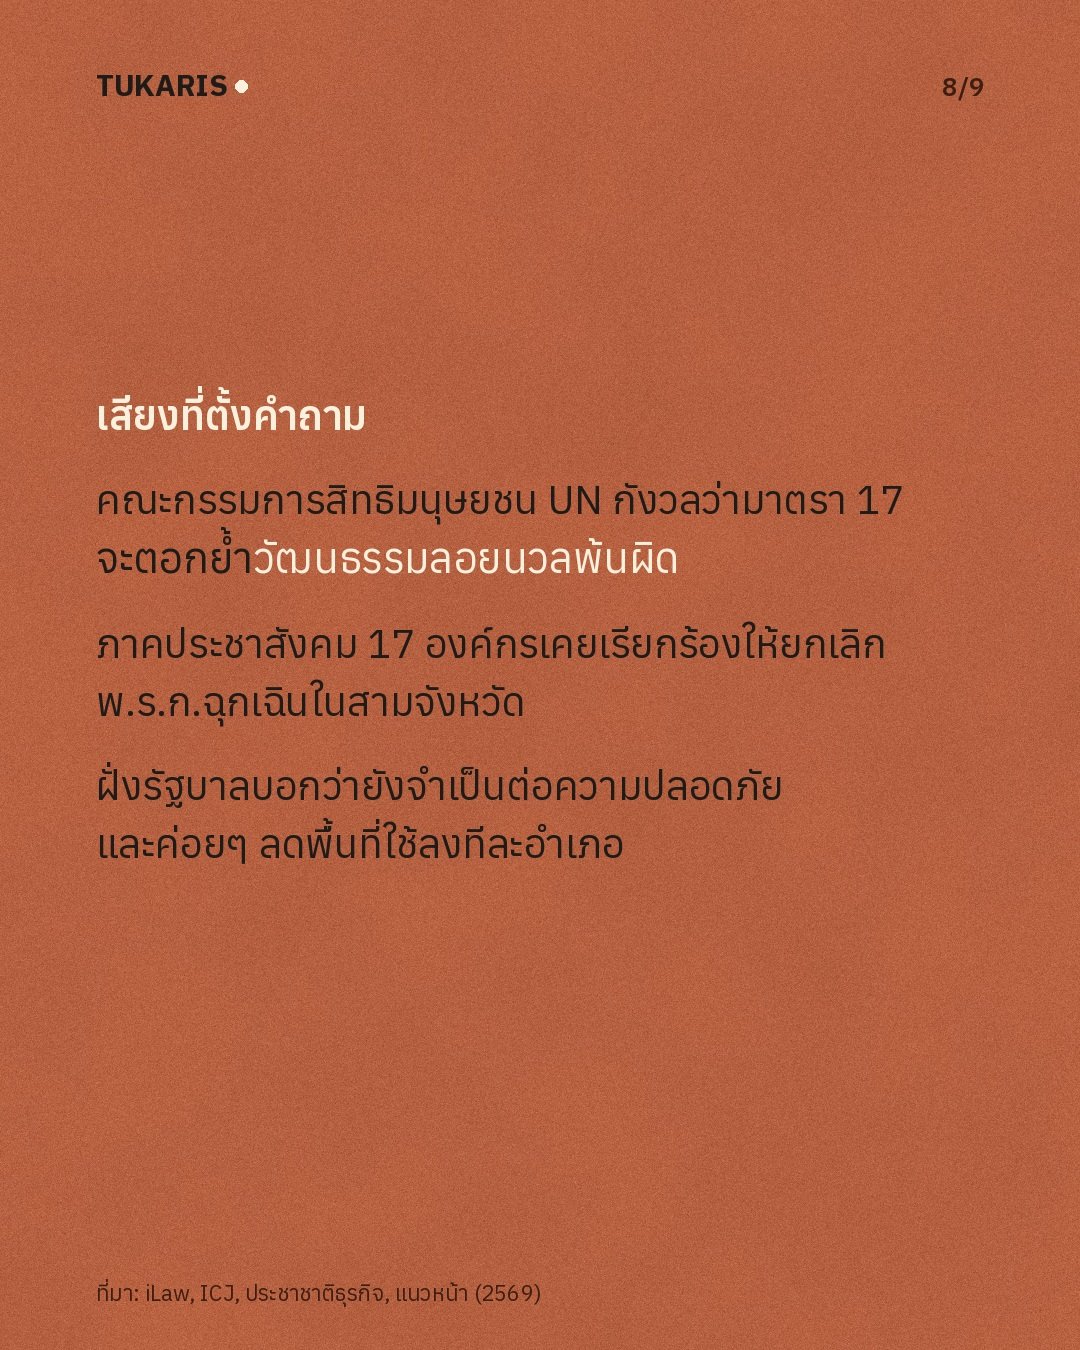 TUKARIS
8/9
เสียงที่ตั้งคำถาม
คณะกรรมการสิทธิมนุษยชน UN กังวลว่ามาตรา 17
จะตอกย้ำวัฒนธรรมลอยนวลพ้นผิด
ภาคประชาสังคม 17 องค์กรเคยเรียกร้องให้ยกเลิก
พ.ร.ก.ฉุกเฉินในสามจังหวัด
ฝั่งรัฐบาลบอกว่ายังจำเป็นต่อความปลอดภัย
และค่อยๆ ลดพื้นที่ใช้ลงทีละอำเภอ
ที่มา: iLaw, ICJ, ประชาชาติธุรกิจ, แนวหน้า (2569)